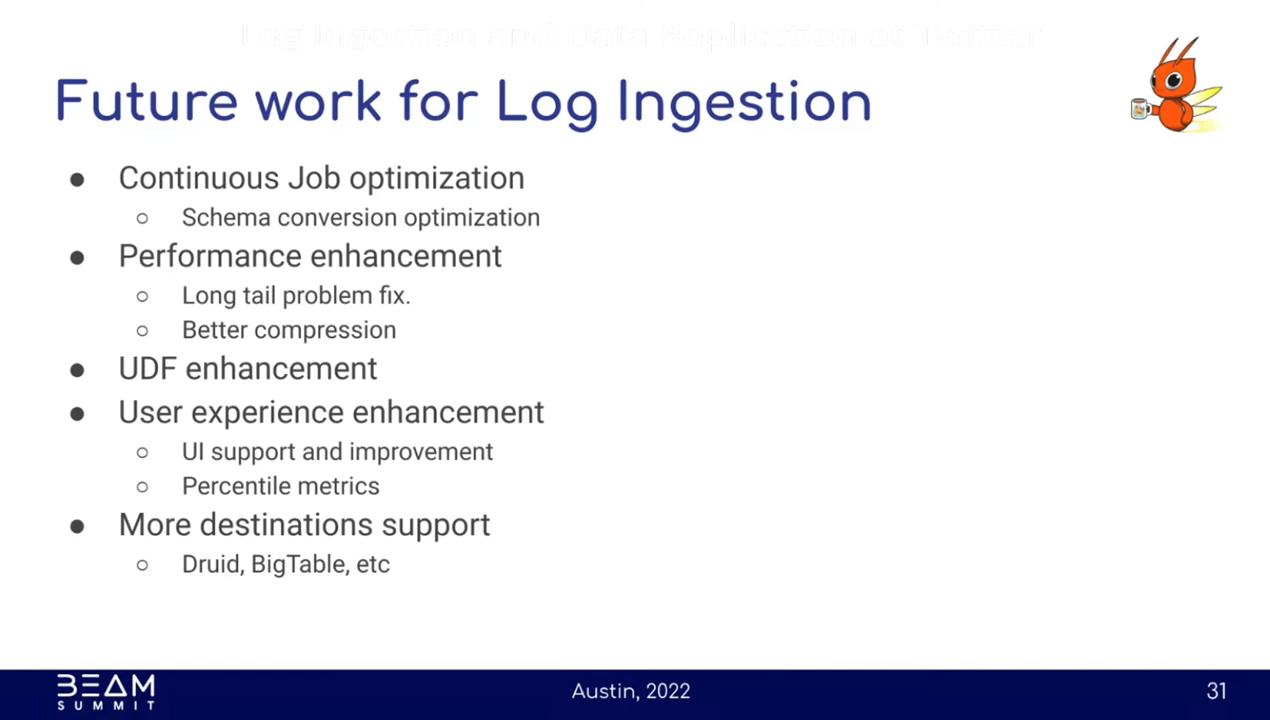 Log Ingestion and Data Replication at Twitter
Future work for Log Ingestion
● Continuous Job optimization
○ Schema conversion optimization
● Performance enhancement
○ Long tail problem fix.
○ Better compression
● UDF enhancement
● User experience enhancement
○ UI support and improvement
○ Percentile metrics
● More destinations support
○ Druid, BigTable, etc
BEAM
SUMMIT
Austin, 2022
31